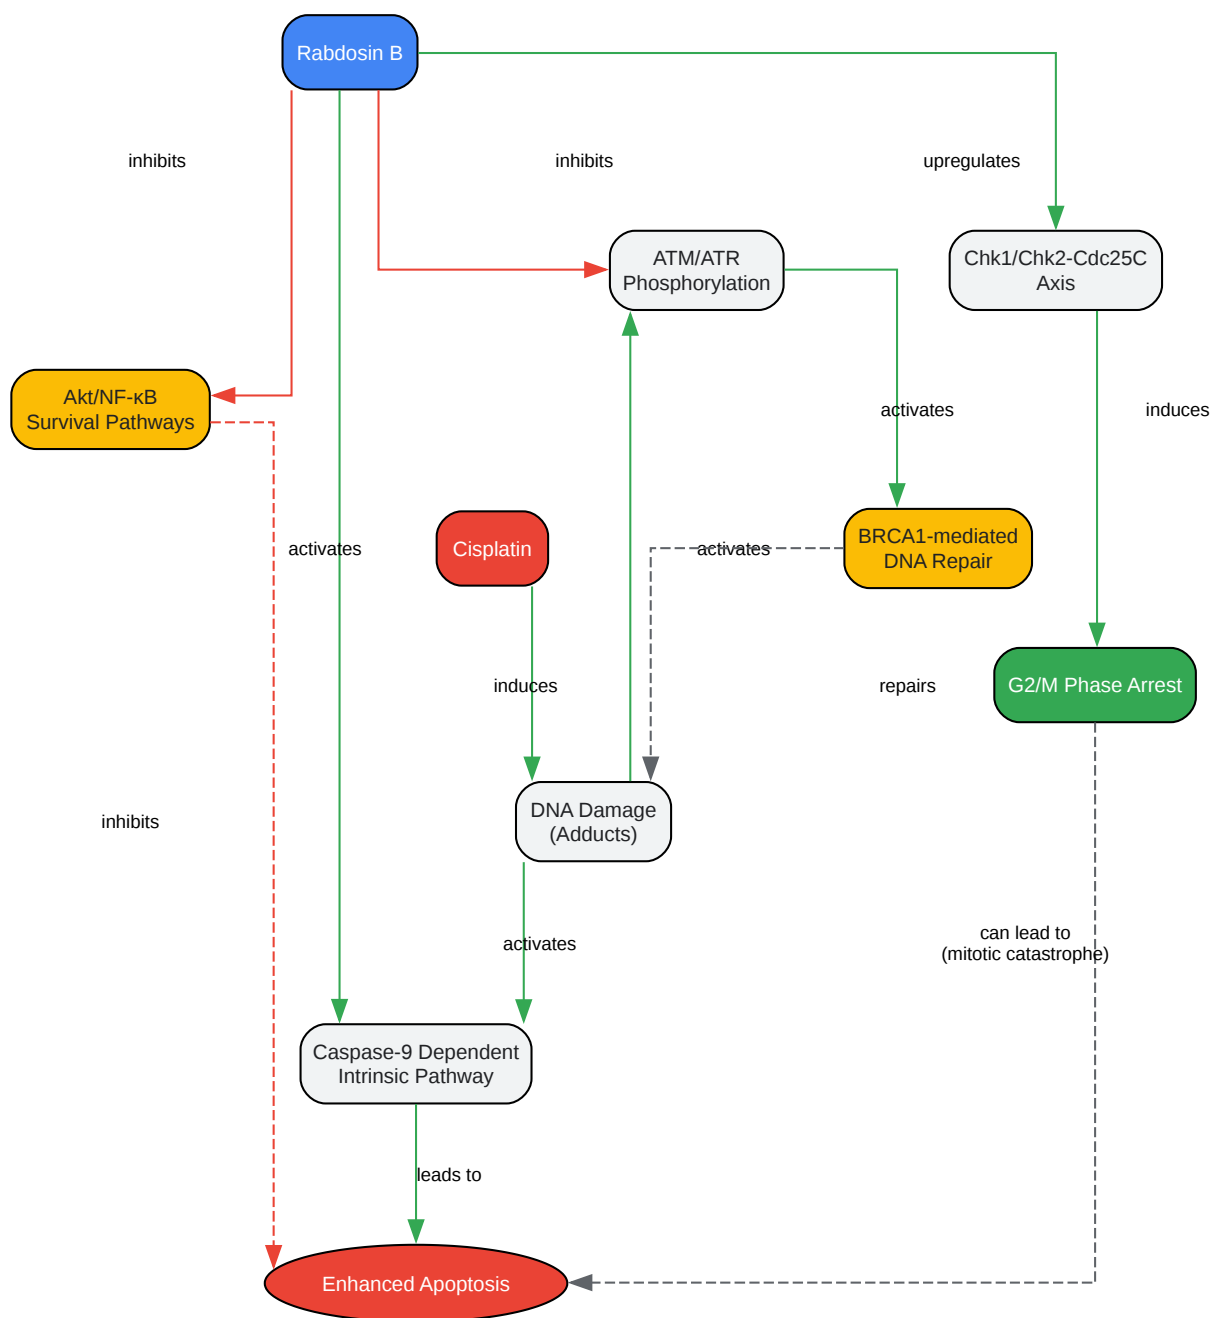 Rabdosin B
inhibits
inhibits
upregulates
ATM/ATR
Phosphorylation
Chk1/Chk2-Cdc25C
Axis
Akt/NF-κB
Survival Pathways
activates
induces
activates
Cisplatin
activates
BRCA1-mediated
DNA Repair
induces
repairs
G2/M Phase Arrest
inhibits
DNA Damage
(Adducts)
activates
can lead to
(mitotic catastrophe)
Caspase-9 Dependent
Intrinsic Pathway
leads to
Enhanced Apoptosis